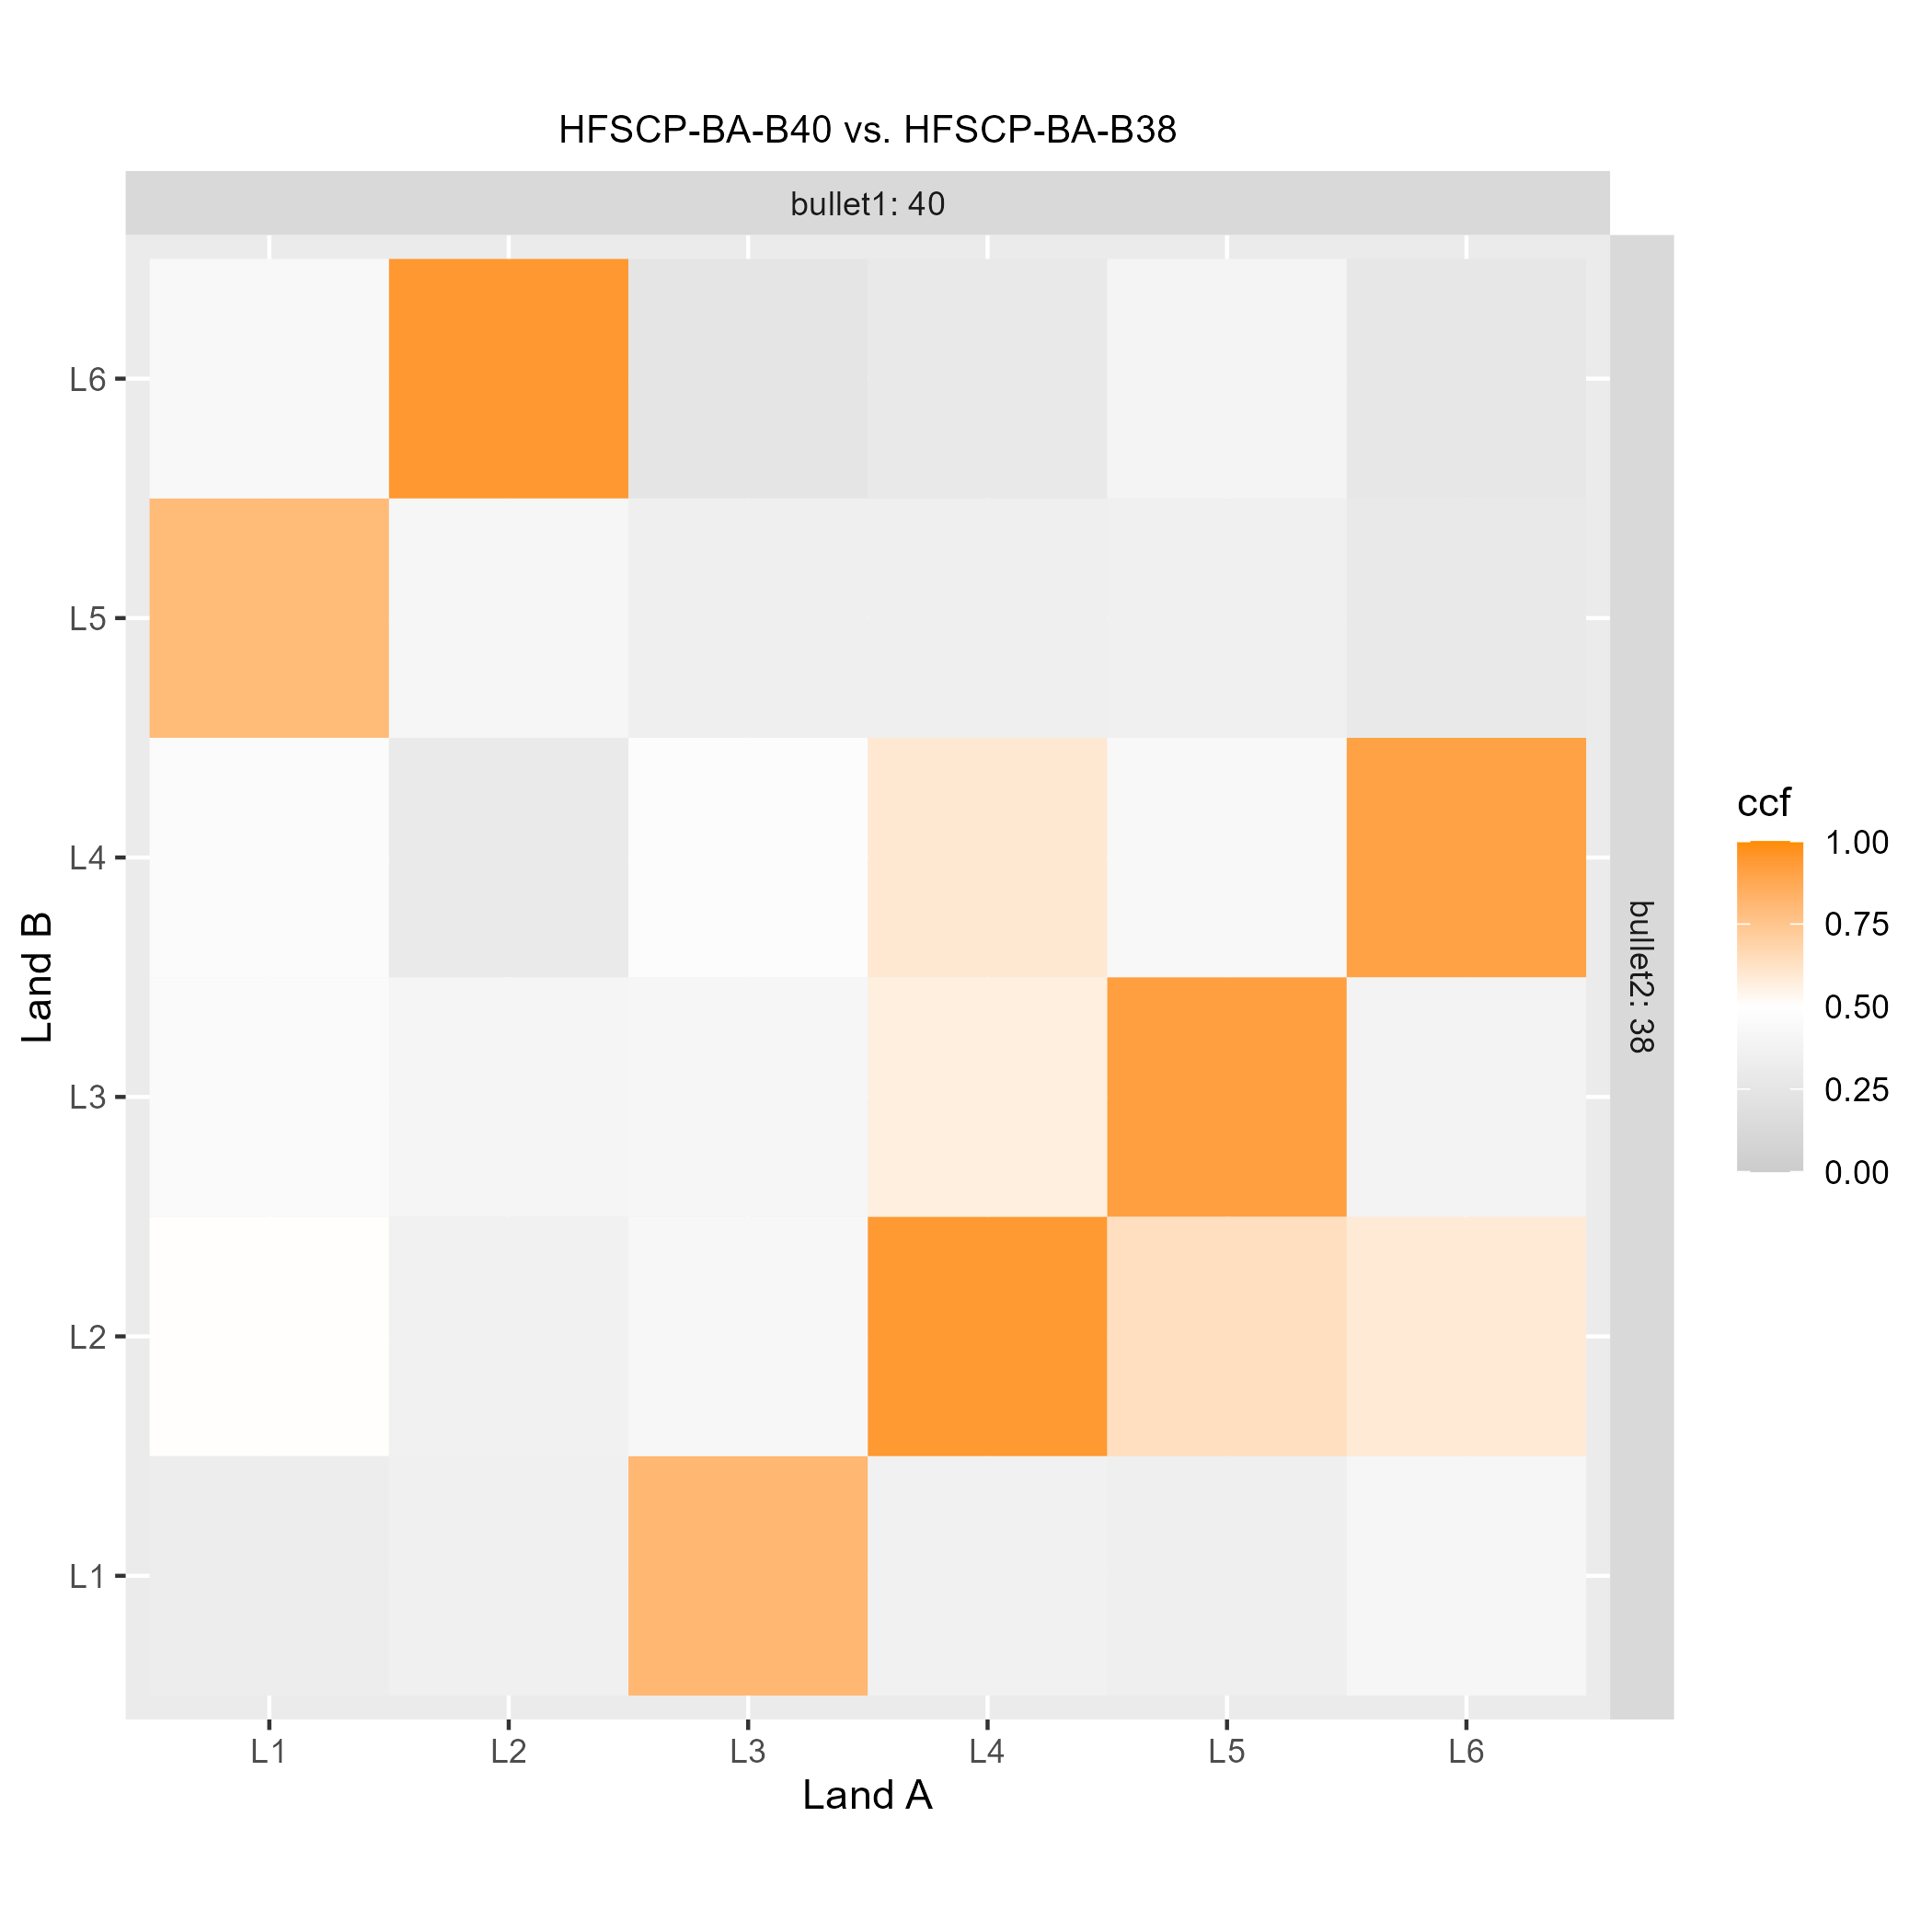 HFSCP-BA-B40 vs. HFSCP-BA-B38
bullet1: 40
L6
L5
L4
L3
L2
L1
Land B
bullet2: 38
L1 L2 L3 L4 L5 L6
Land A
ccf
1.00
0.75
0.50
0.25
0.00